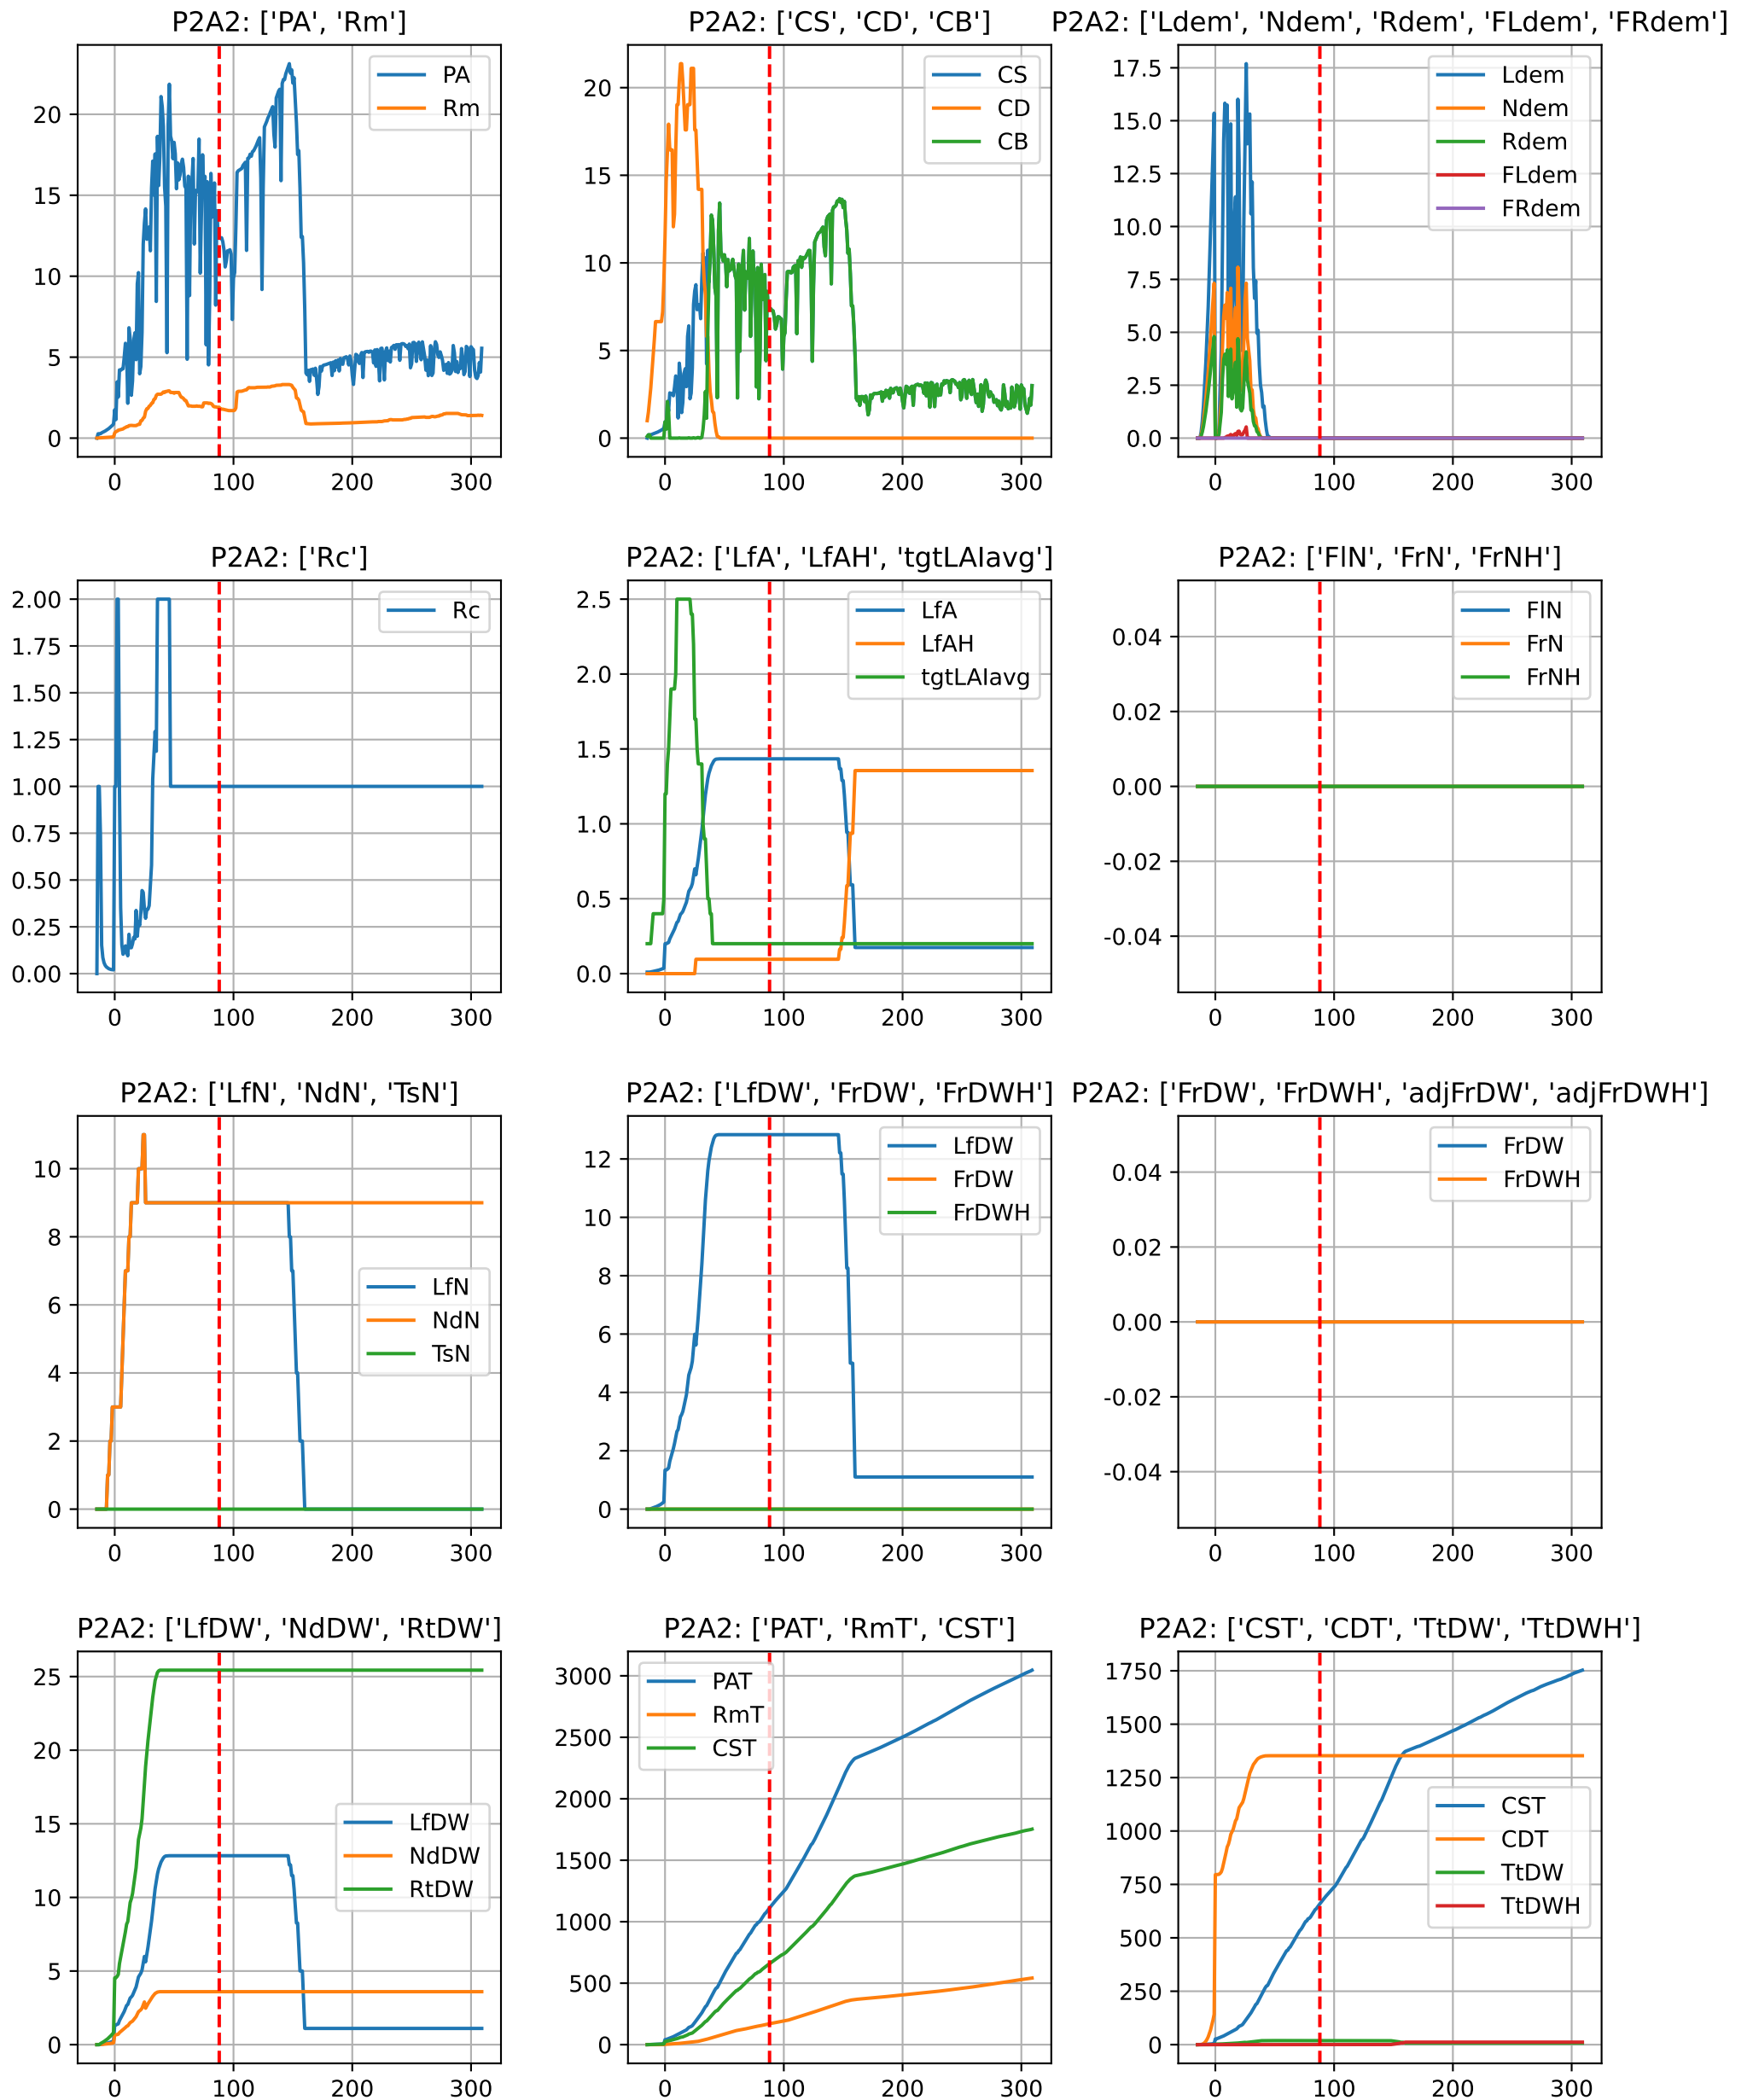 P2A2: ['PA', 'Rm']
PA
Rm
20
15
10
5
0
0 100 200 300
P2A2: ['CS', 'CD', 'CB']
CS
CD
CB
20
15
10
5
0
0 100 200 300
P2A2: ['Ldem', 'Ndem', 'Rdem', 'FLdem', 'FRdem']
Ldem
Ndem
Rdem
FLdem
FRdem
17.5
15.0
12.5
10.0
7.5
5.0
2.5
0.0
0 100 200 300
P2A2: ['Rc']
Rc
2.00
1.75
1.50
1.25
1.00
0.75
0.50
0.25
0.00
0 100 200 300
P2A2: ['LfA', 'LfAH', 'tgtLAIavg']
LfA
LfAH
tgtLAIavg
2.5
2.0
1.5
1.0
0.5
0.0
0 100 200 300
P2A2: ['FlN', 'FrN', 'FrNH']
FlN
FrN
FrNH
0.04
0.02
0.00
-0.02
-0.04
0 100 200 300
P2A2: ['LfN', 'NdN', 'TsN']
LfN
NdN
TsN
10
8
6
4
2
0
0 100 200 300
P2A2: ['LfDW', 'FrDW', 'FrDWH']
LfDW
FrDW
FrDWH
12
10
8
6
4
2
0
0 100 200 300
P2A2: ['FrDW', 'FrDWH', 'adjFrDW', 'adjFrDWH']
FrDW
FrDWH
0.04
0.02
0.00
-0.02
-0.04
0 100 200 300
P2A2: ['LfDW', 'NdDW', 'RtDW']
LfDW
NdDW
RtDW
25
20
15
10
5
0
0 100 200 300
P2A2: ['PAT', 'RmT', 'CST']
PAT
RmT
CST
3000
2500
2000
1500
1000
500
0
0 100 200 300
P2A2: ['CST', 'CDT', 'TtDW', 'TtDWH']
CST
CDT
TtDW
TtDWH
1750
1500
1250
1000
750
500
250
0
0 100 200 300